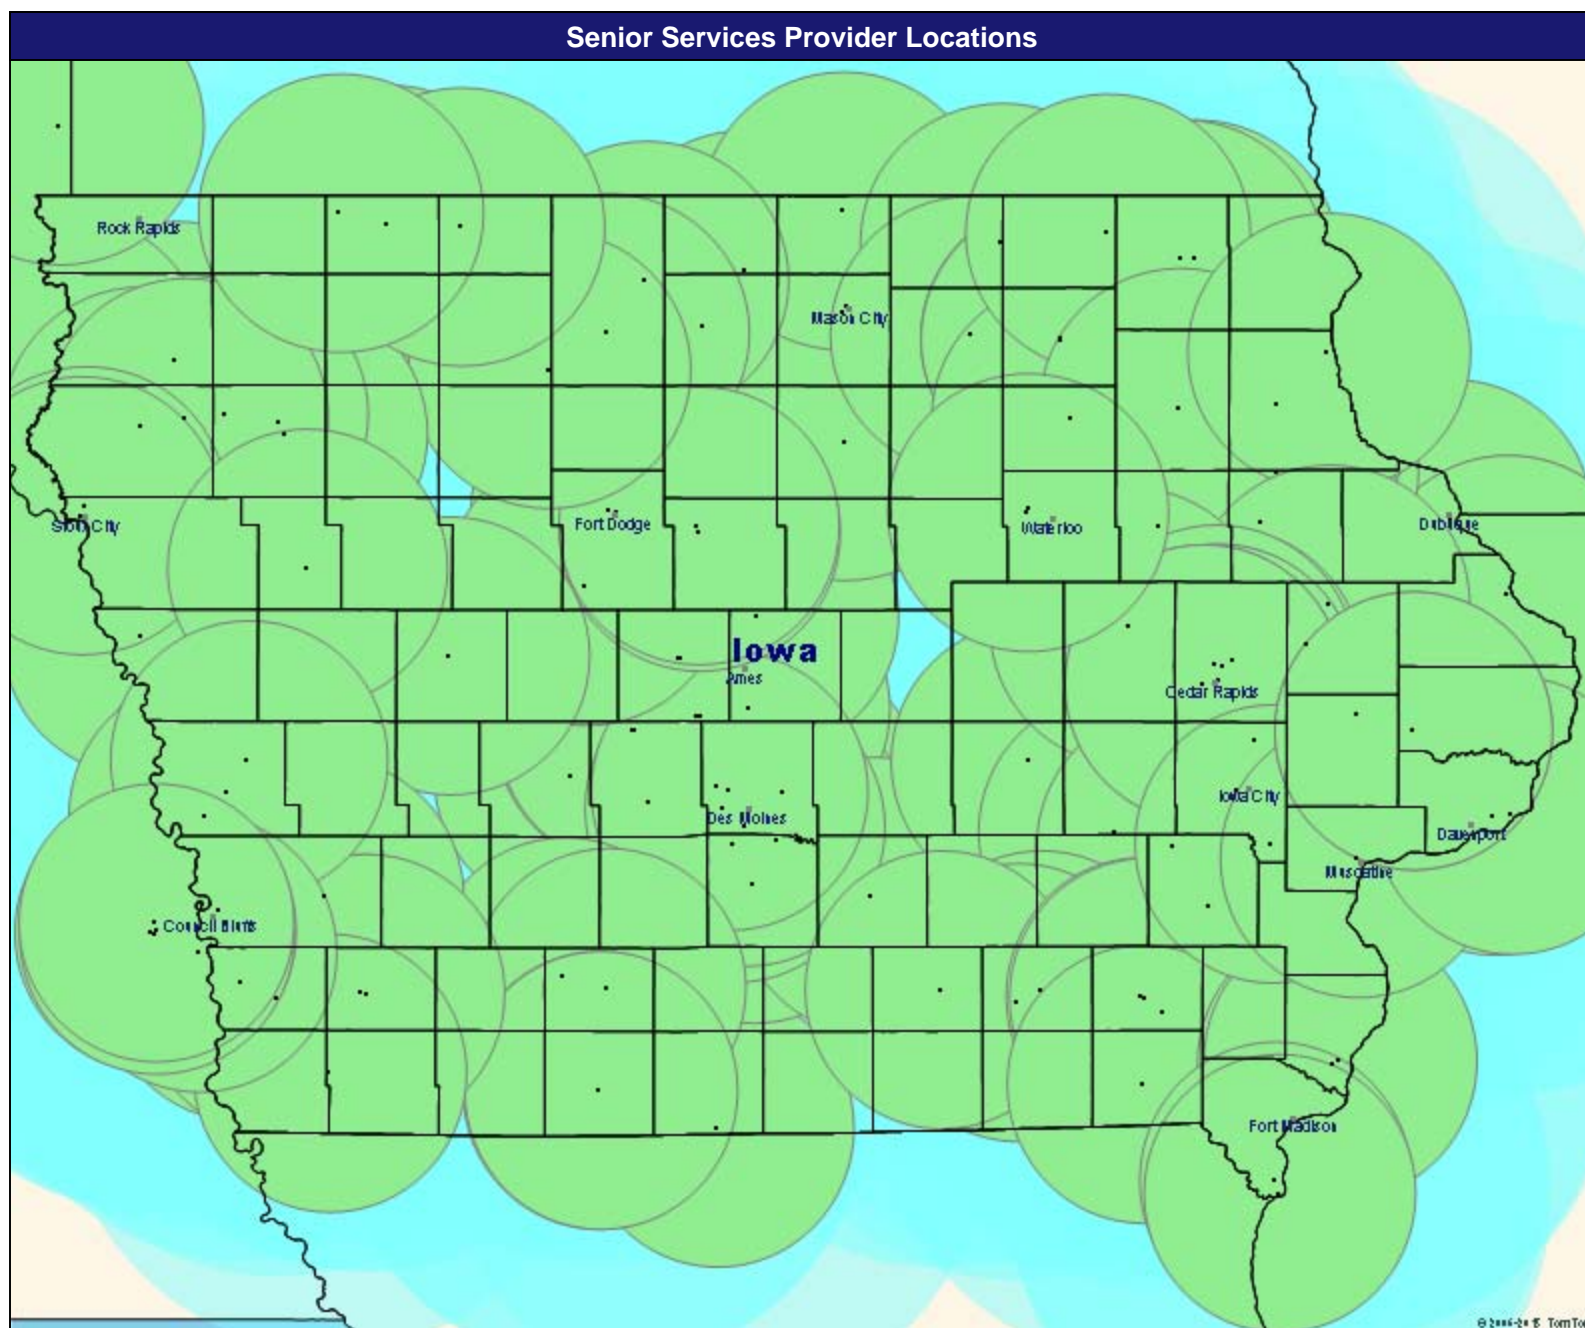 Senior Services Provider Locations
Rock Rapids
Mason City
Sioux City
Fort Dodge
Waterloo
Dubuque
Iowa
Ames
Cedar Rapids
Iowa City
Des Moines
Davenport
Muscatine
Council Bluffs
Fort Madison
TomTo